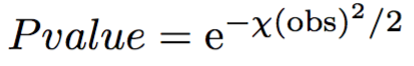 Pvalue = e^{-χ(obs)^2/2}